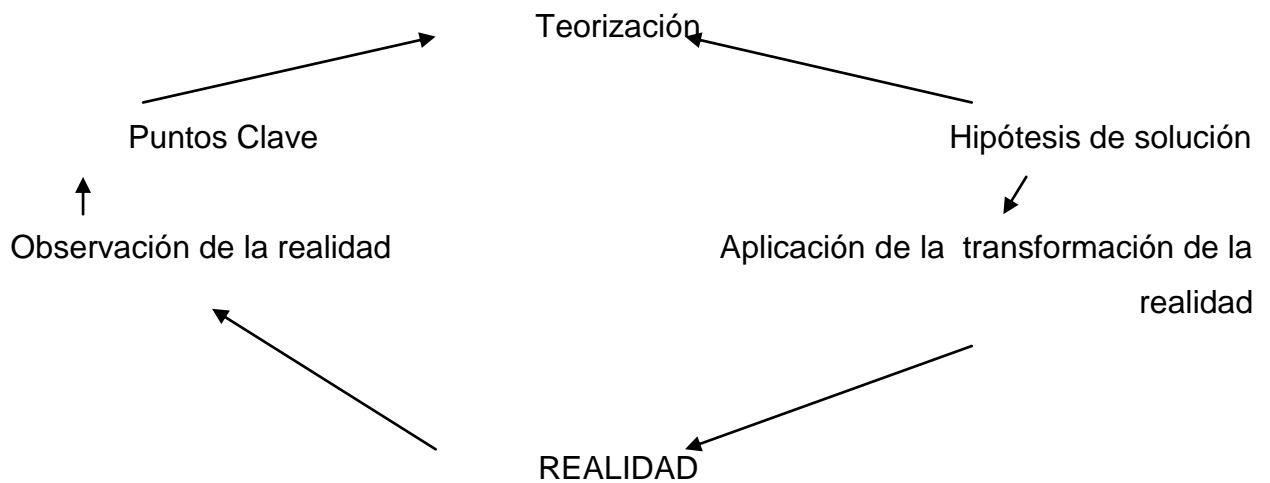 Teorización
Puntos Clave
Hipótesis de solución
Observación de la realidad
Aplicación de la transformación de la
realidad
REALIDAD